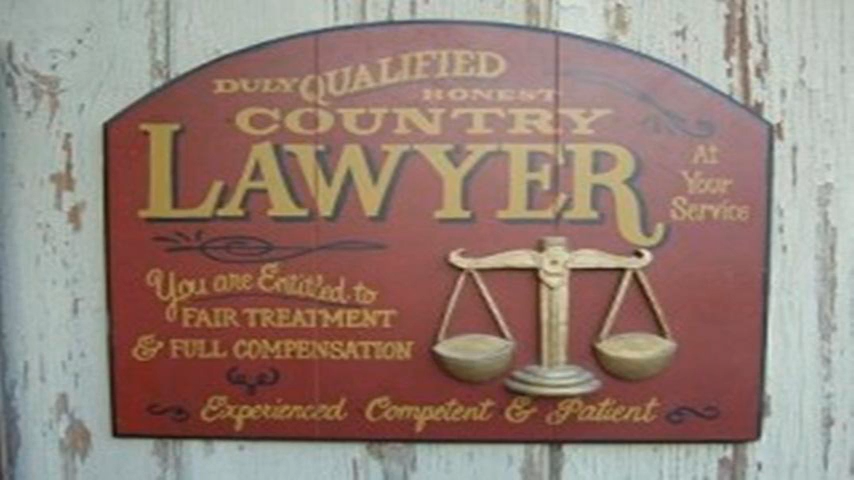 DULY QUALIFIED
HONEST
COUNTRY
LAWYER
At
Your
Service
You are Entitled to
FAIR TREATMENT
& FULL COMPENSATION
Experienced Competent & Patient